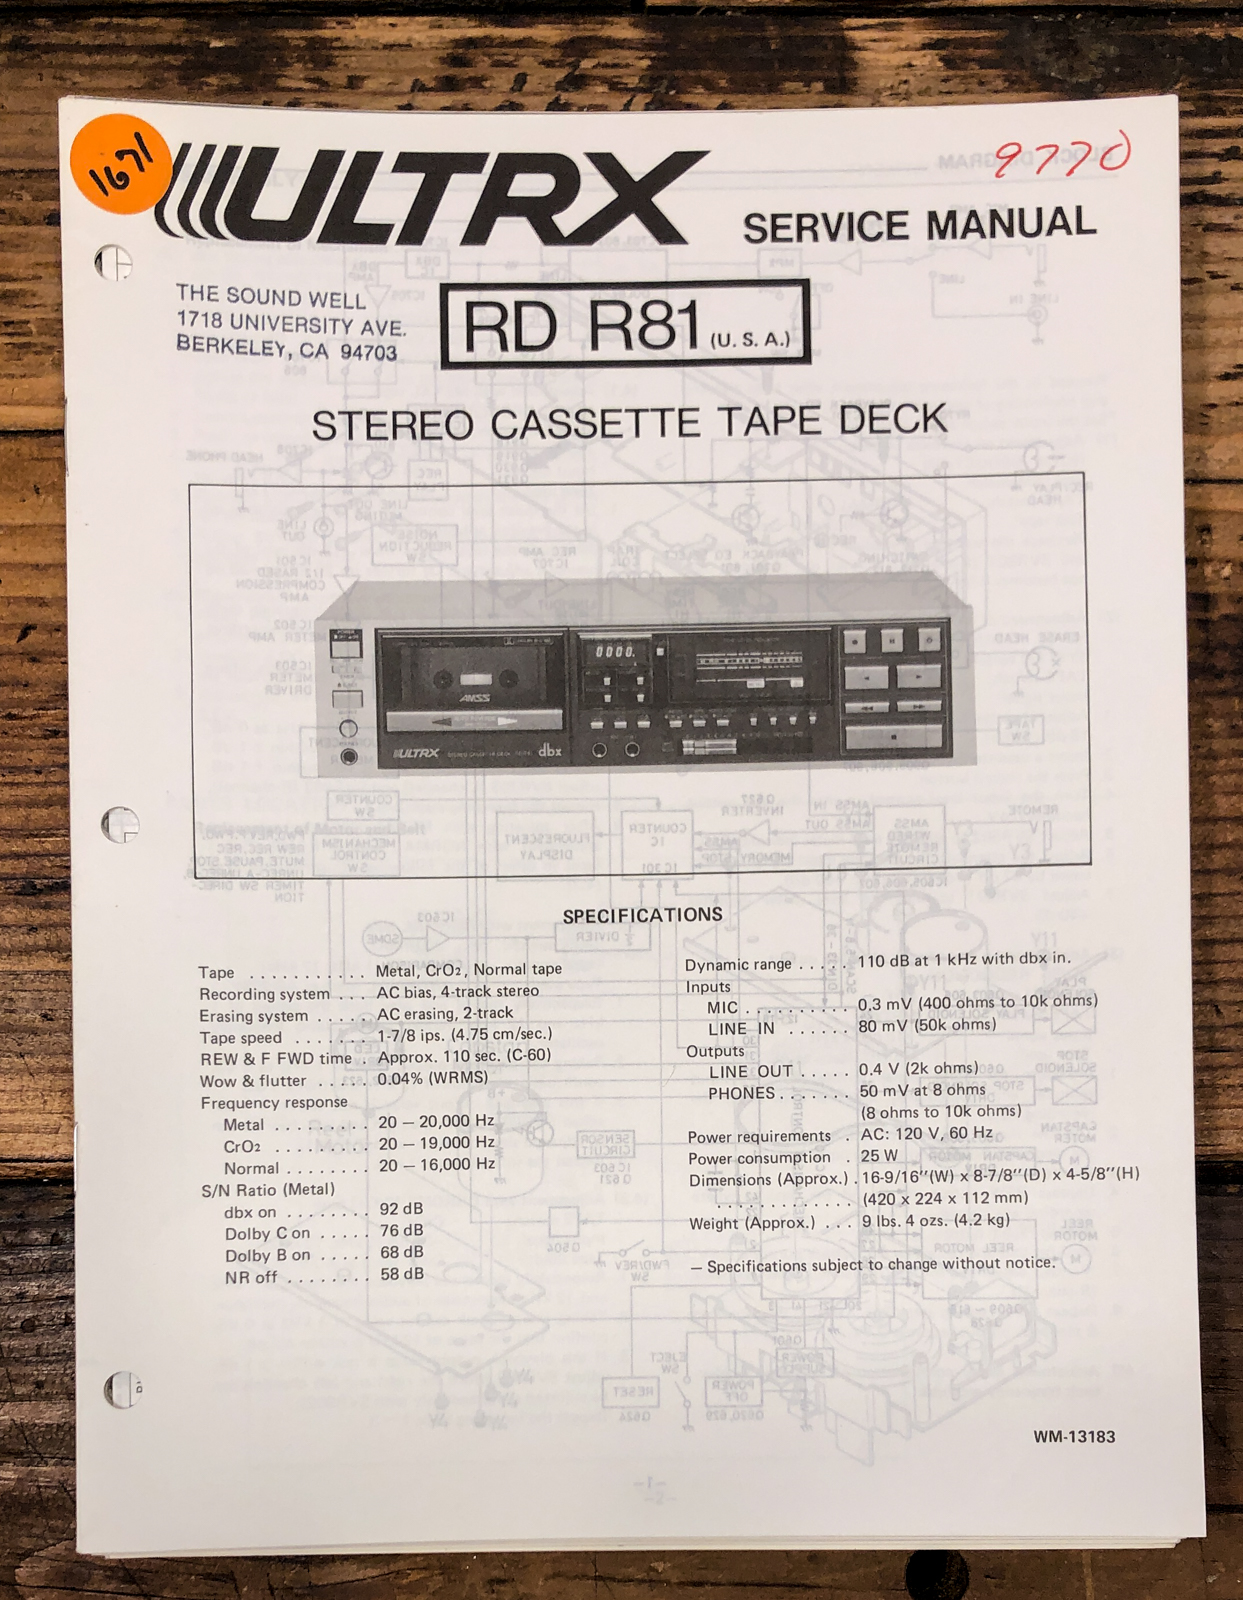 1671
ULTRX
9770
SERVICE MANUAL
THE SOUND WELL
1718 UNIVERSITY AVE.
BERKELEY, CA 94703
RD R81 (U. S. A.)
STEREO CASSETTE TAPE DECK
0000.
AMSS
ULTRX
dbx
SPECIFICATIONS
Tape . . . . . . . . . . . Metal, CrO2, Normal tape
Recording system . . . AC bias, 4-track stereo
Erasing system . . . . . AC erasing, 2-track
Tape speed . . . . . . . 1-7/8 ips. (4.75 cm/sec.)
REW & F FWD time . Approx. 110 sec. (C-60)
Wow & flutter . . . . . 0.04% (WRMS)
Frequency response
Metal . . . . . . . . . 20 – 20,000 Hz
CrO2 . . . . . . . . . 20 – 19,000 Hz
Normal . . . . . . . . 20 – 16,000 Hz
S/N Ratio (Metal)
dbx on . . . . . . . . 92 dB
Dolby C on . . . . . 76 dB
Dolby B on . . . . . 68 dB
NR off . . . . . . . . 58 dB
Dynamic range . . . . . 110 dB at 1 kHz with dbx in.
Inputs
MIC . . . . . . . . . . 0.3 mV (400 ohms to 10k ohms)
LINE IN . . . . . . 80 mV (50k ohms)
Outputs
LINE OUT . . . . . 0.4 V (2k ohms)
PHONES . . . . . . . 50 mV at 8 ohms
(8 ohms to 10k ohms)
Power requirements . AC: 120 V, 60 Hz
Power consumption . 25 W
Dimensions (Approx.) . 16-9/16''(W) x 8-7/8''(D) x 4-5/8''(H)
. . . . . . . . . . . . . (420 x 224 x 112 mm)
Weight (Approx.) . . . 9 lbs. 4 ozs. (4.2 kg)
– Specifications subject to change without notice.
WM-13183